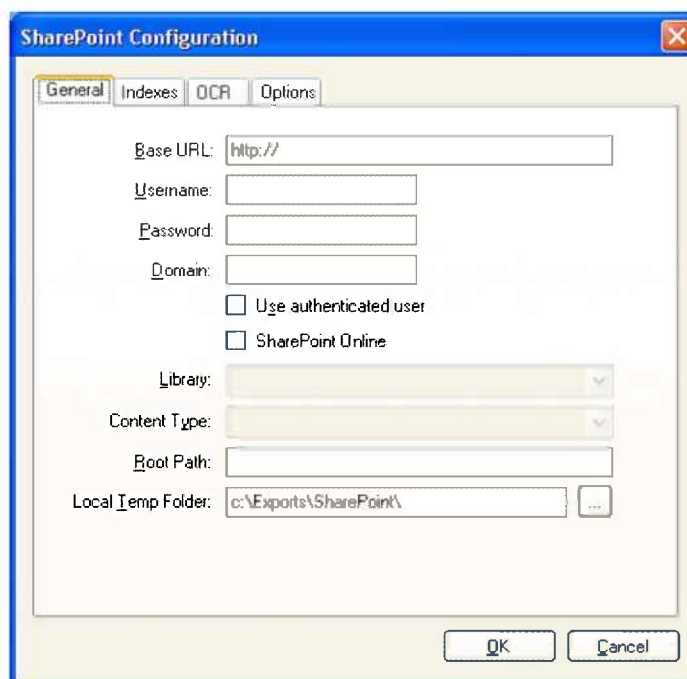 SharePoint Configuration
General Indexes OCR Options
Base URL: http://
Username:
Password:
Domain:
Use authenticated user
SharePoint Online
Library:
Content Type:
Root Path:
Local Temp Folder: c:\Exports\SharePoint\ ...
OK Cancel